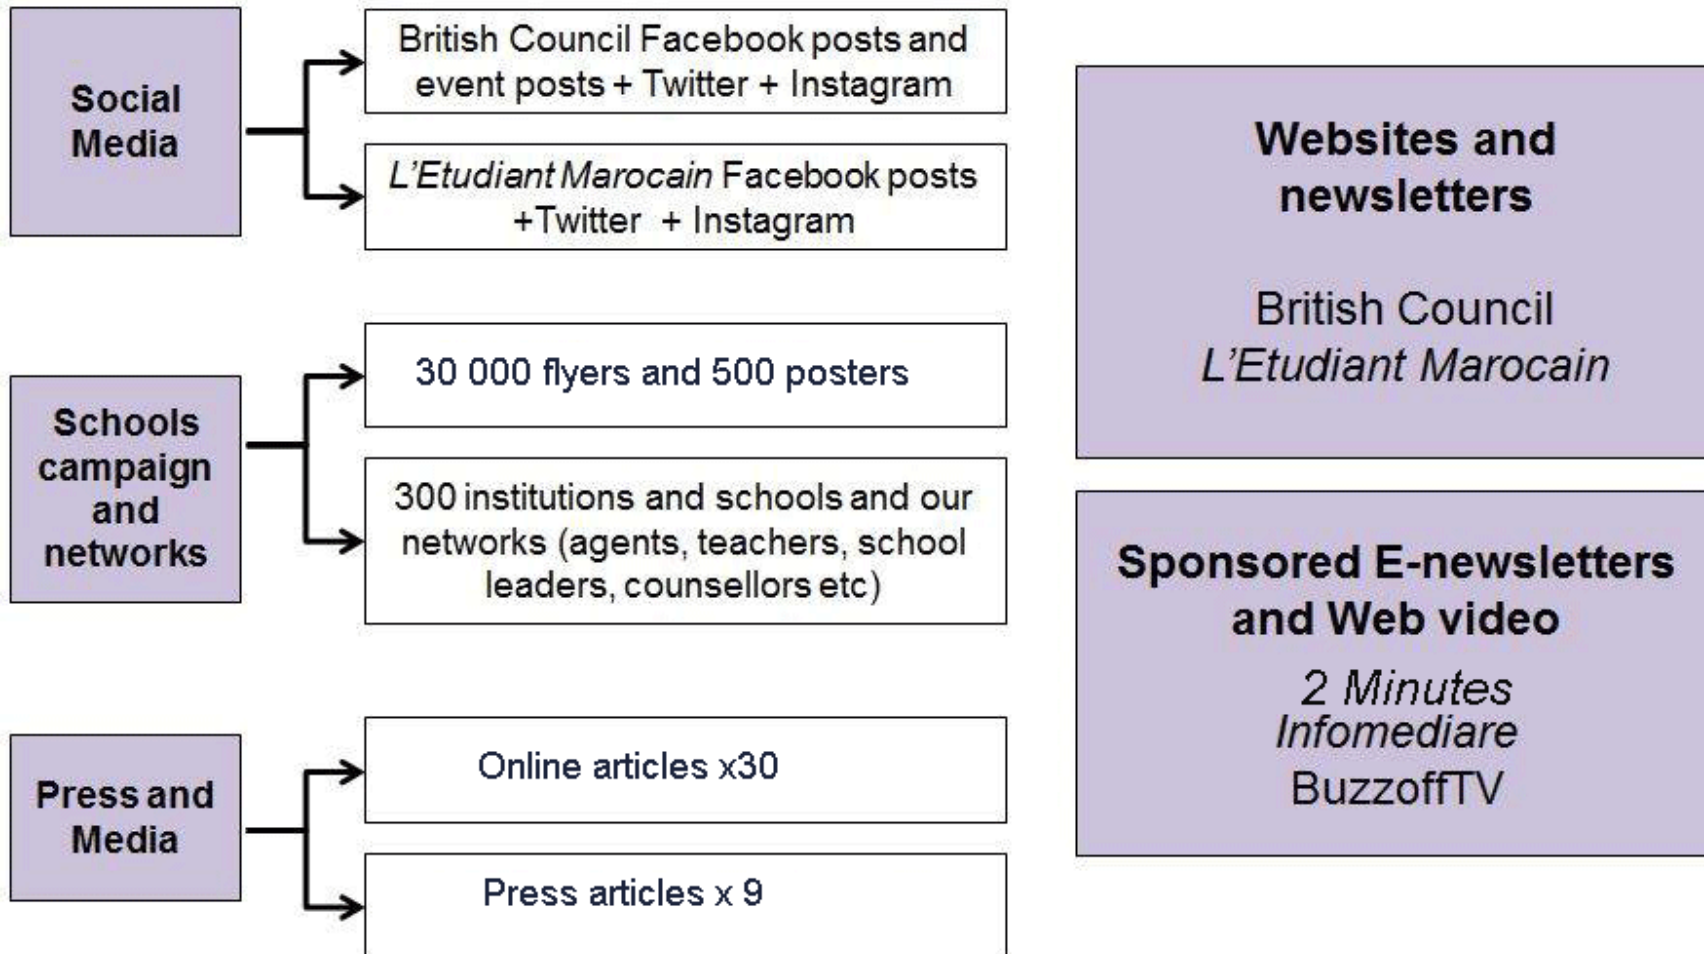 Social
Media
British Council Facebook posts and
event posts + Twitter + Instagram
L'Etudiant Marocain Facebook posts
+Twitter + Instagram
Schools
campaign
and
networks
30 000 flyers and 500 posters
300 institutions and schools and our
networks (agents, teachers, school
leaders, counsellors etc)
Press and
Media
Online articles x30
Press articles x 9
Websites and
newsletters
British Council
L'Etudiant Marocain
Sponsored E-newsletters
and Web video
2 Minutes
Infomediare
BuzzoffTV